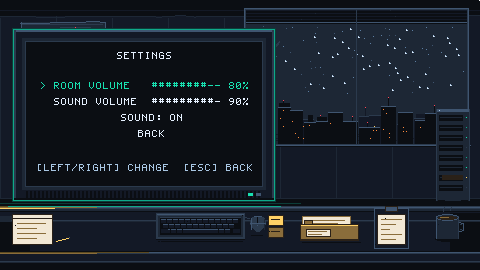 SETTINGS
> ROOM VOLUME ########-- 80%
SOUND VOLUME #########- 90%
SOUND: ON
BACK
[LEFT/RIGHT] CHANGE [ESC] BACK